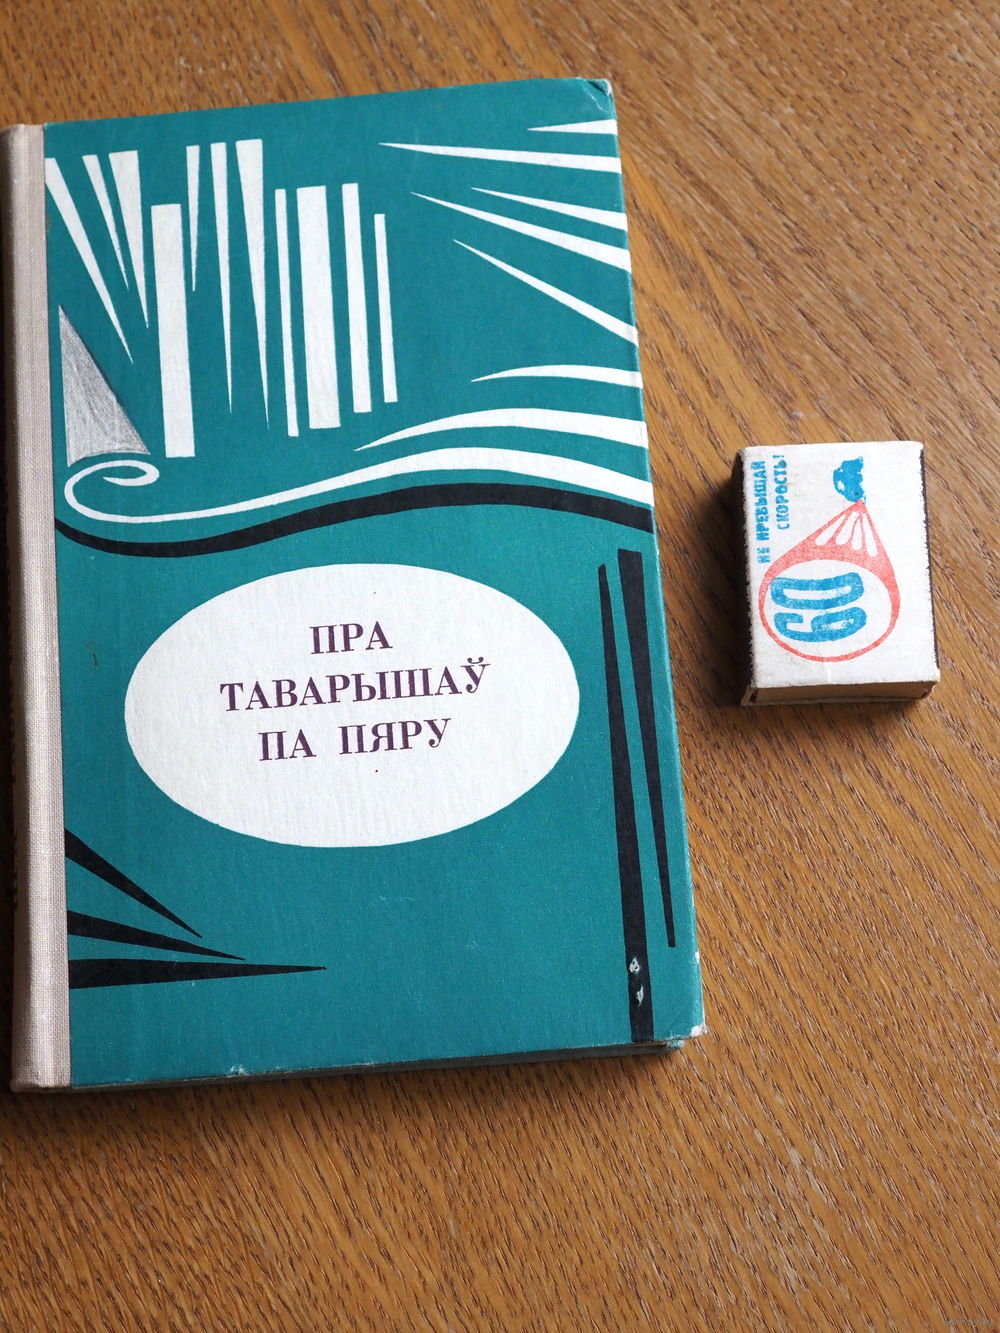 ПРА
ТАВАРЫШАЎ
ПА ПЯРУ
НЕ ПРЕВЫШАЙ
СКОРОСТЬ!
60